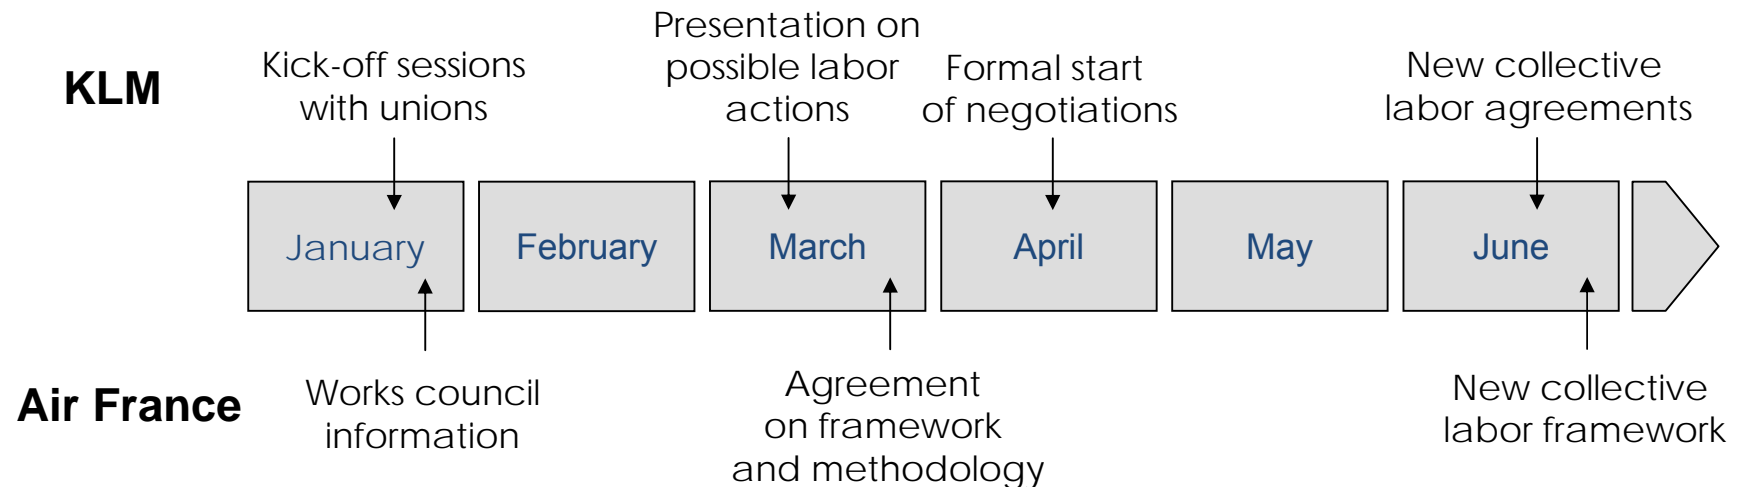 KLM
Kick-off sessions
with unions
Presentation on
possible labor
actions
Formal start
of negotiations
New collective
labor agreements
January
February
March
April
May
June
Air France
Works council
information
Agreement
on framework
and methodology
New collective
labor framework